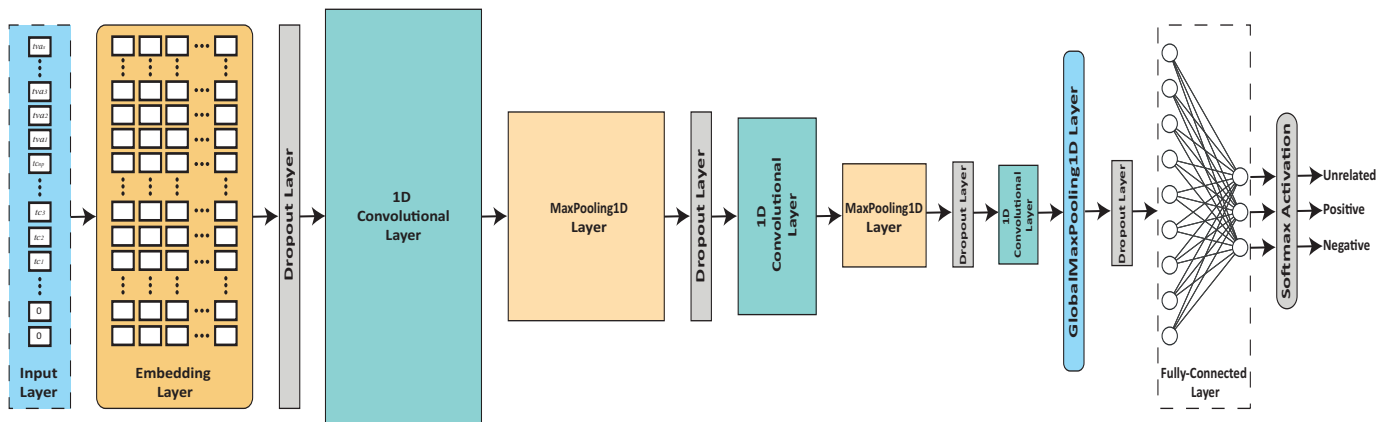 tva₃
tva₂
tva₁
tc₃
tc₂
tc₁
0
0
Input
Layer
Embedding
Layer
Dropout Layer
1D
Convolutional
Layer
MaxPooling1D
Layer
Dropout Layer
1D
Convolutional
Layer
MaxPooling1D
Layer
Dropout Layer
1D
Convolutional
Layer
GlobalMaxPooling1D Layer
Dropout Layer
Fully-Connected
Layer
Softmax Activation
Unrelated
Positive
Negative